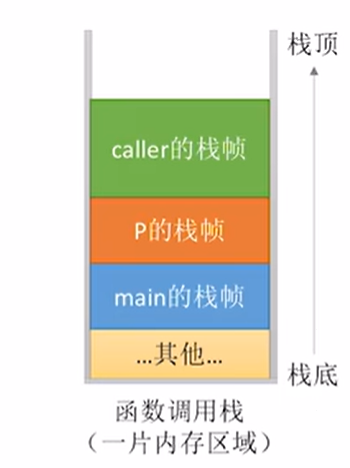 栈顶
caller的栈帧
P的栈帧
main的栈帧
...其他...
栈底
函数调用栈
（一片内存区域）